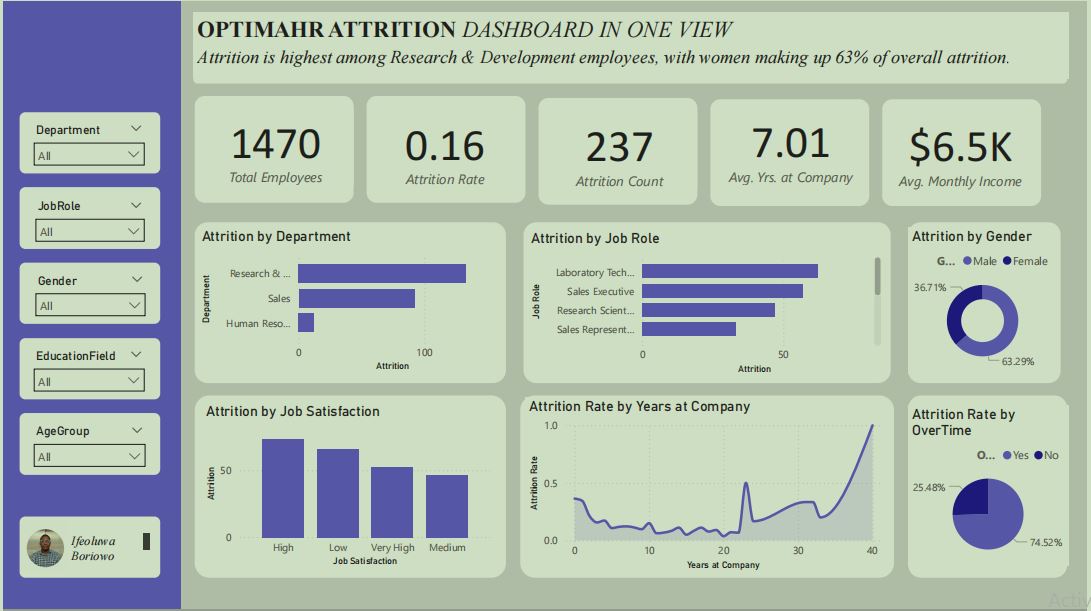 OPTIMAHR ATTRITION DASHBOARD IN ONE VIEW
Attrition is highest among Research & Development employees, with women making up 63% of overall attrition.
Department
All
JobRole
All
Gender
All
EducationField
All
AgeGroup
All
Ifeoluwa
Boriowo
1470
Total Employees
0.16
Attrition Rate
237
Attrition Count
7.01
Avg. Yrs. at Company
$6.5K
Avg. Monthly Income
Attrition by Department
Department
Research & ...
Sales
Human Reso...
0 100
Attrition
Attrition by Job Role
Job Role
Laboratory Tech...
Sales Executive
Research Scient...
Sales Represent...
0 50
Attrition
Attrition by Gender
G... Male Female
36.71%
63.29%
Attrition by Job Satisfaction
Attrition
50
0
High Low Very High Medium
Job Satisfaction
Attrition Rate by Years at Company
Attrition Rate
1.0
0.5
0.0
0 10 20 30 40
Years at Company
Attrition Rate by
OverTime
O... Yes No
25.48%
74.52%
Activ